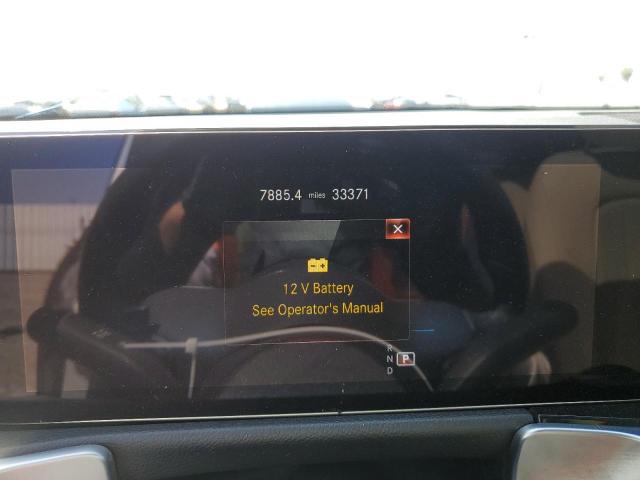 7885.4 miles 33371
12 V Battery
See Operator's Manual
R
N P
D